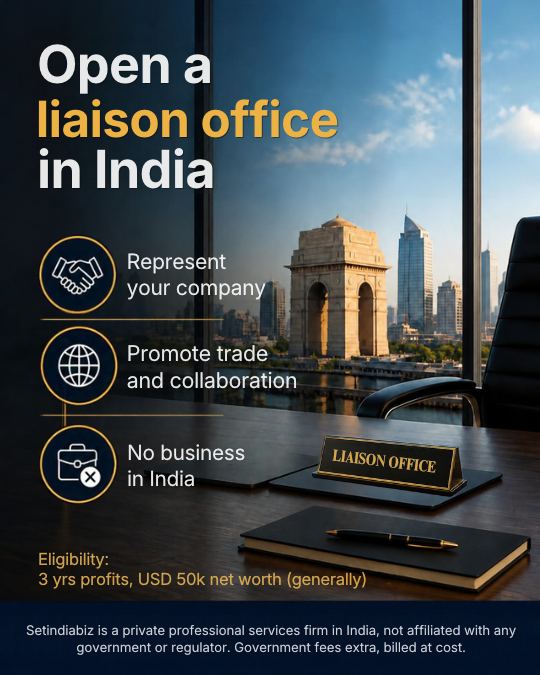 Open a
liaison office
in India
Represent
your company
Promote trade
and collaboration
No business
in India
LIAISON OFFICE
Eligibility:
3 yrs profits, USD 50k net worth (generally)
Setindiabiz is a private professional services firm in India, not affiliated with any
government or regulator. Government fees extra, billed at cost.